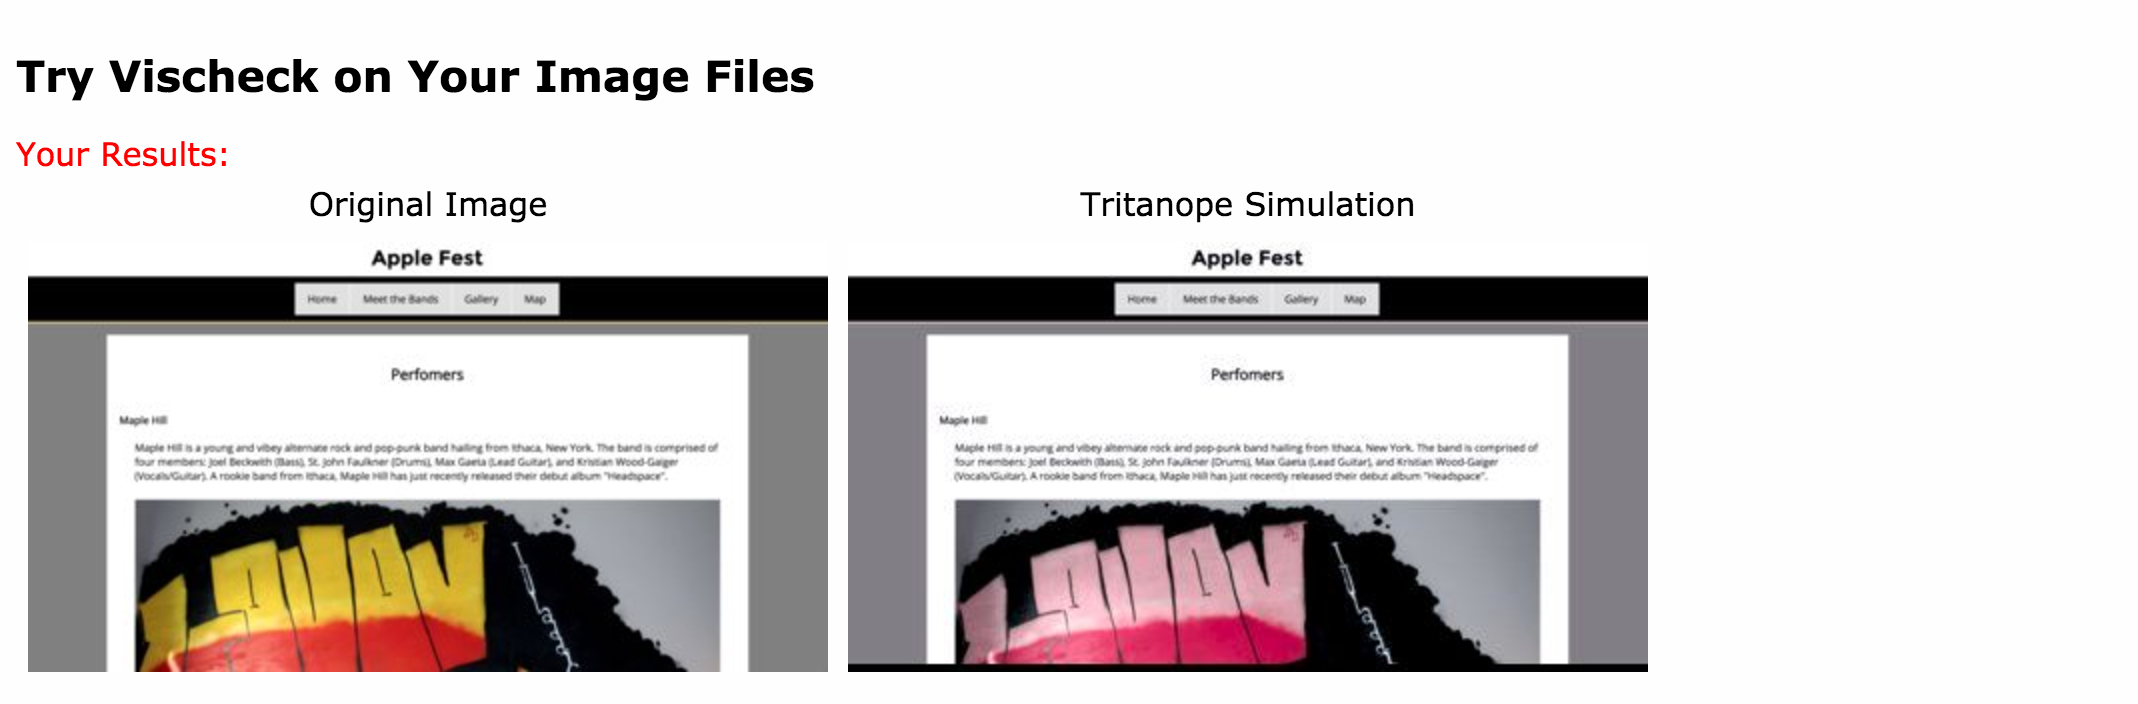 Try Vischeck on Your Image Files
Your Results:
Original Image
Apple Fest
Home Meet the Bands Gallery Map
Perfomers
Maple Hill
Maple Hill is a young and vibey alternate rock and pop-punk band hailing from Ithaca, New York. The band is comprised of
four members: Joel Beckwith (Bass), St. John Faulkner (Drums), Max Gaeta (Lead Guitar), and Kristian Wood-Gaiger
(Vocals/Guitar). A rookie band from Ithaca, Maple Hill has just recently released their debut album "Headspace".
Tritanope Simulation
Apple Fest
Home Meet the Bands Gallery Map
Perfomers
Maple Hill
Maple Hill is a young and vibey alternate rock and pop-punk band hailing from Ithaca, New York. The band is comprised of
four members: Joel Beckwith (Bass), St. John Faulkner (Drums), Max Gaeta (Lead Guitar), and Kristian Wood-Gaiger
(Vocals/Guitar). A rookie band from Ithaca, Maple Hill has just recently released their debut album "Headspace".